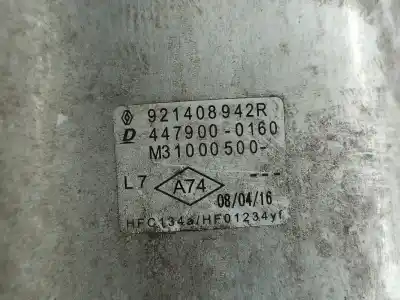 921408942R
D 447900-0160
M31000500-
L7 A74 ---
08/04/16
HFC134a/HFO1234yf